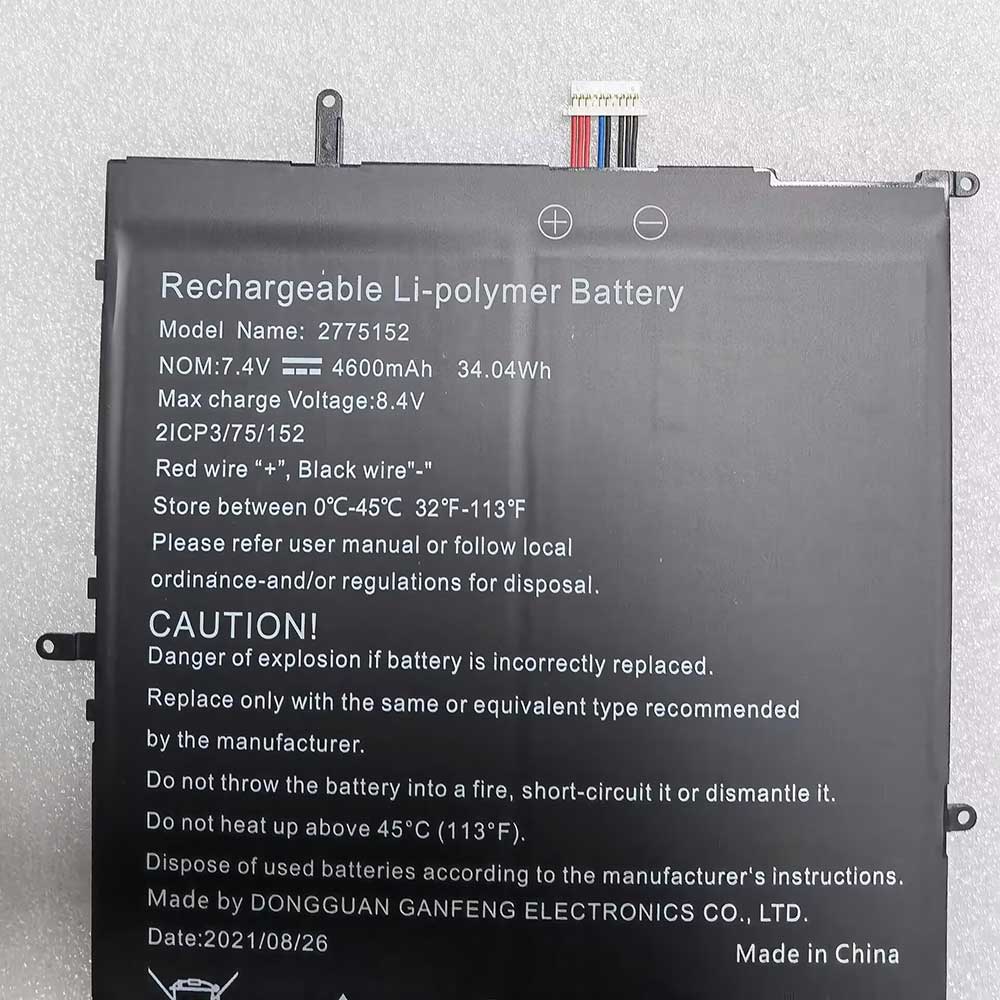 Rechargeable Li-polymer Battery
Model Name: 2775152
NOM:7.4V ⎓ 4600mAh 34.04Wh
Max charge Voltage:8.4V
2ICP3/75/152
Red wire “+”, Black wire"-"
Store between 0℃-45℃ 32℉-113℉
Please refer user manual or follow local
ordinance-and/or regulations for disposal.
CAUTION!
Danger of explosion if battery is incorrectly replaced.
Replace only with the same or equivalent type recommended
by the manufacturer.
Do not throw the battery into a fire, short-circuit it or dismantle it.
Do not heat up above 45°C (113°F).
Dispose of used batteries according to the manufacturer's instructions.
Made by DONGGUAN GANFENG ELECTRONICS CO., LTD.
Date:2021/08/26
Made in China